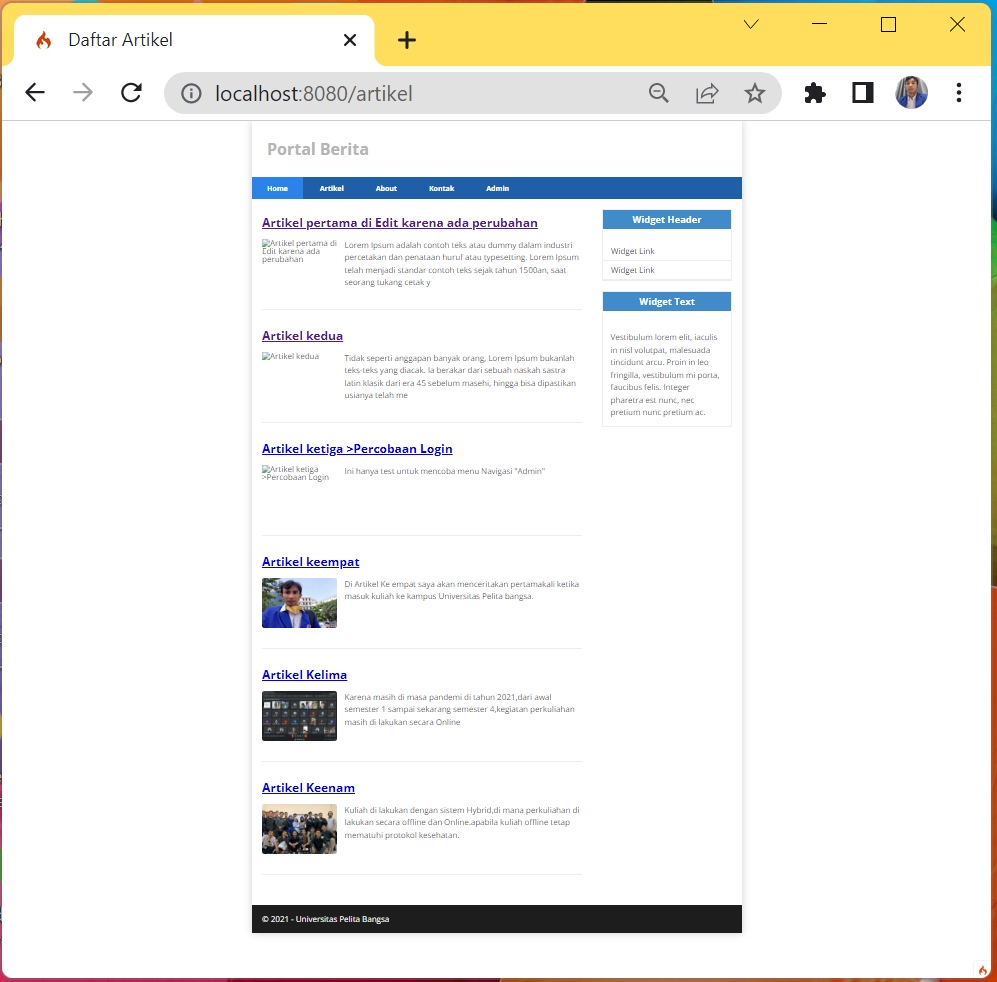 Daftar Artikel
localhost:8080/artikel
Portal Berita
Home Artikel About Kontak Admin
Artikel pertama di Edit karena ada perubahan
Artikel pertama di
Edit karena ada
perubahan
Lorem Ipsum adalah contoh teks atau dummy dalam industri
percetakan dan penataan huruf atau typesetting. Lorem Ipsum
telah menjadi standar contoh teks sejak tahun 1500an, saat
seorang tukang cetak y
Artikel kedua
Artikel kedua
Tidak seperti anggapan banyak orang, Lorem Ipsum bukanlah
teks-teks yang diacak. Ia berakar dari sebuah naskah sastra
latin klasik dari era 45 sebelum masehi, hingga bisa dipastikan
usianya telah me
Artikel ketiga >Percobaan Login
Artikel ketiga
>Percobaan Login
Ini hanya test untuk mencoba menu Navigasi "Admin"
Artikel keempat
Di Artikel Ke empat saya akan menceritakan pertamakali ketika
masuk kuliah ke kampus Universitas Pelita bangsa.
Artikel Kelima
Karena masih di masa pandemi di tahun 2021,dari awal
semester 1 sampai sekarang semester 4,kegiatan perkuliahan
masih di lakukan secara Online
Artikel Keenam
Kuliah di lakukan dengan sistem Hybrid,di mana perkuliahan di
lakukan secara offline dan Online.apabila kuliah offline tetap
mematuhi protokol kesehatan.
Widget Header
Widget Link
Widget Link
Widget Text
Vestibulum lorem elit, iaculis
in nisl volutpat, malesuada
tincidunt arcu. Proin in leo
fringilla, vestibulum mi porta,
faucibus felis. Integer
pharetra est nunc, nec
pretium nunc pretium ac.
© 2021 - Universitas Pelita Bangsa